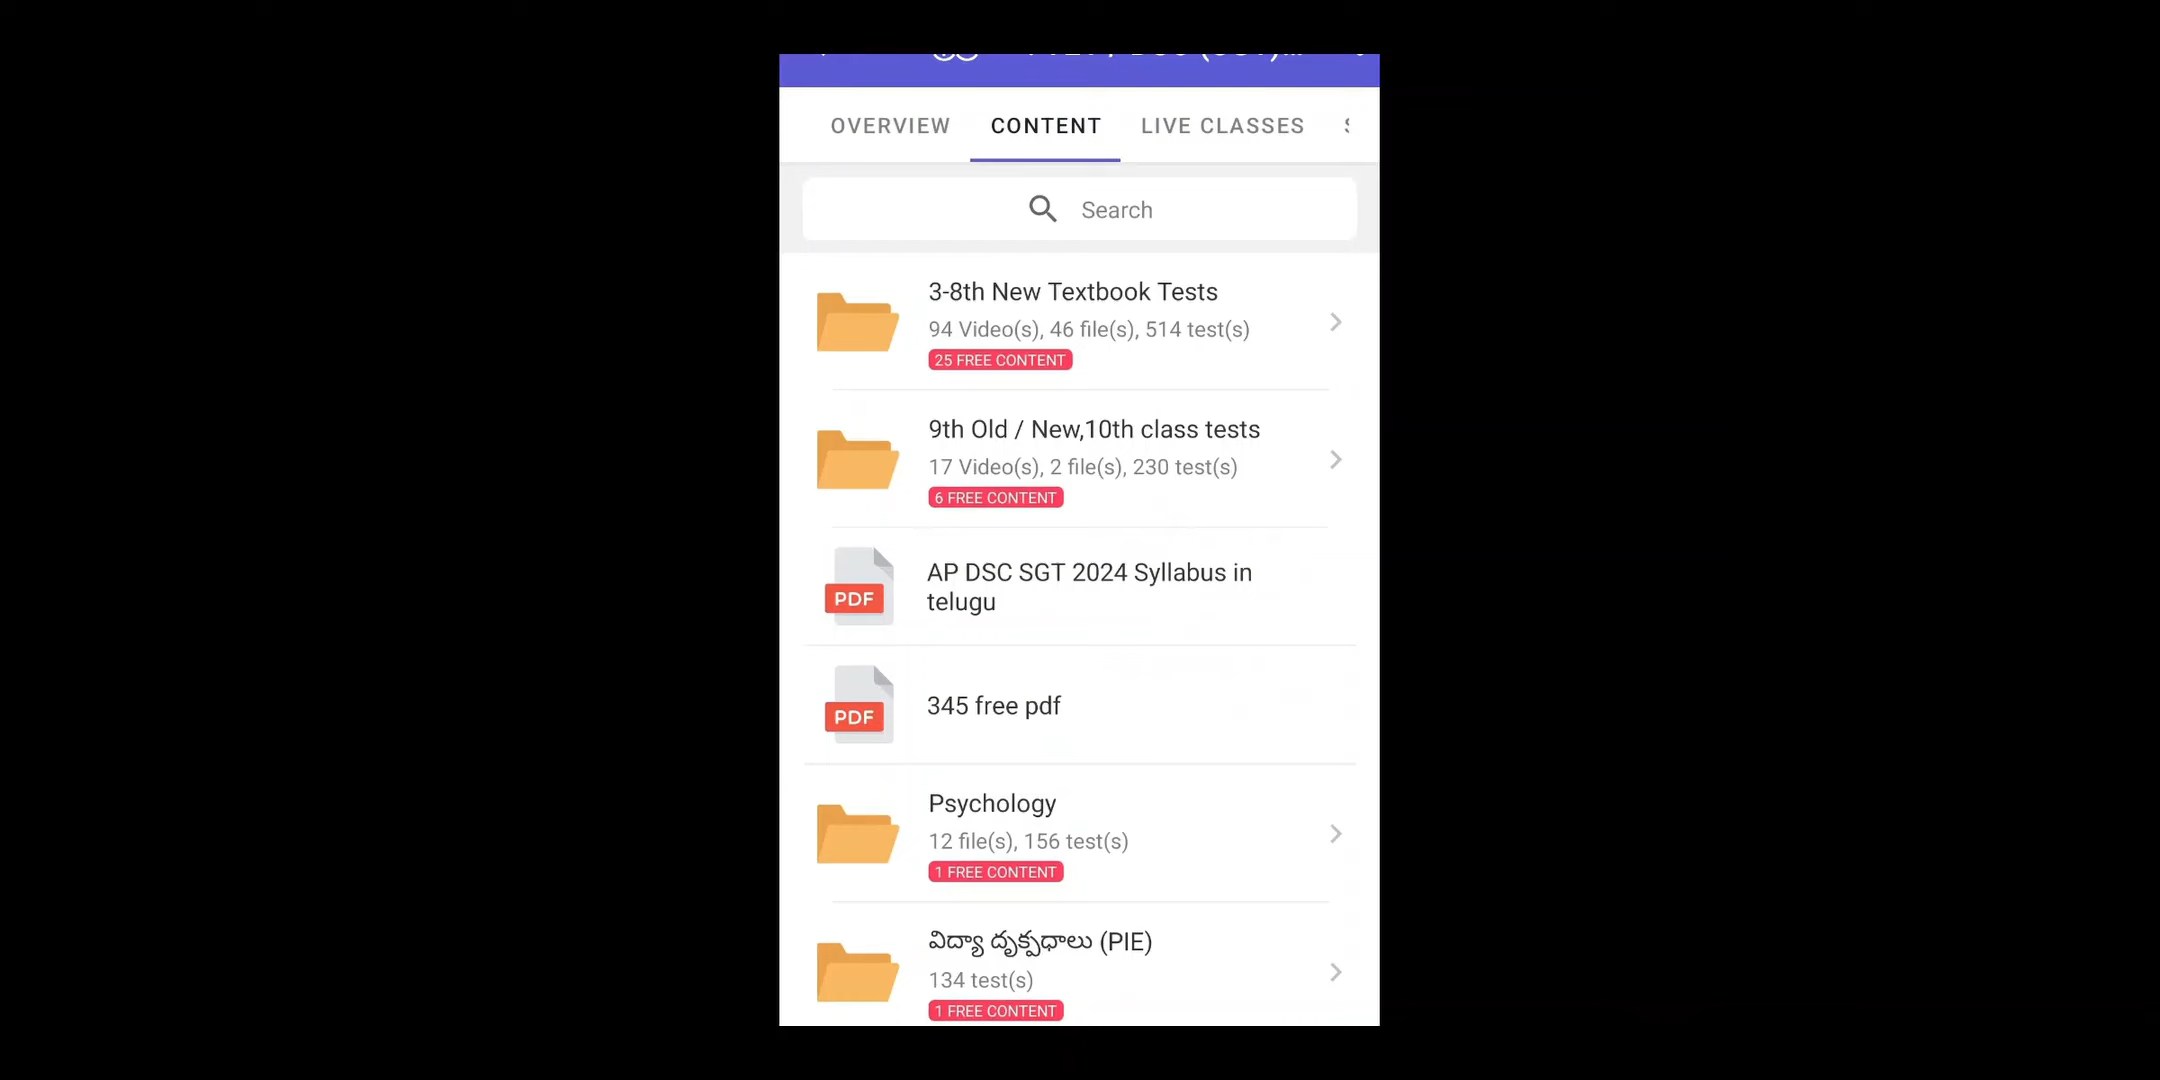 OVERVIEW CONTENT LIVE CLASSES
Search
3-8th New Textbook Tests
94 Video(s), 46 file(s), 514 test(s)
25 FREE CONTENT
9th Old / New,10th class tests
17 Video(s), 2 file(s), 230 test(s)
6 FREE CONTENT
PDF
AP DSC SGT 2024 Syllabus in
telugu
PDF
345 free pdf
Psychology
12 file(s), 156 test(s)
1 FREE CONTENT
విద్యా దృక్పధాలు (PIE)
134 test(s)
1 FREE CONTENT